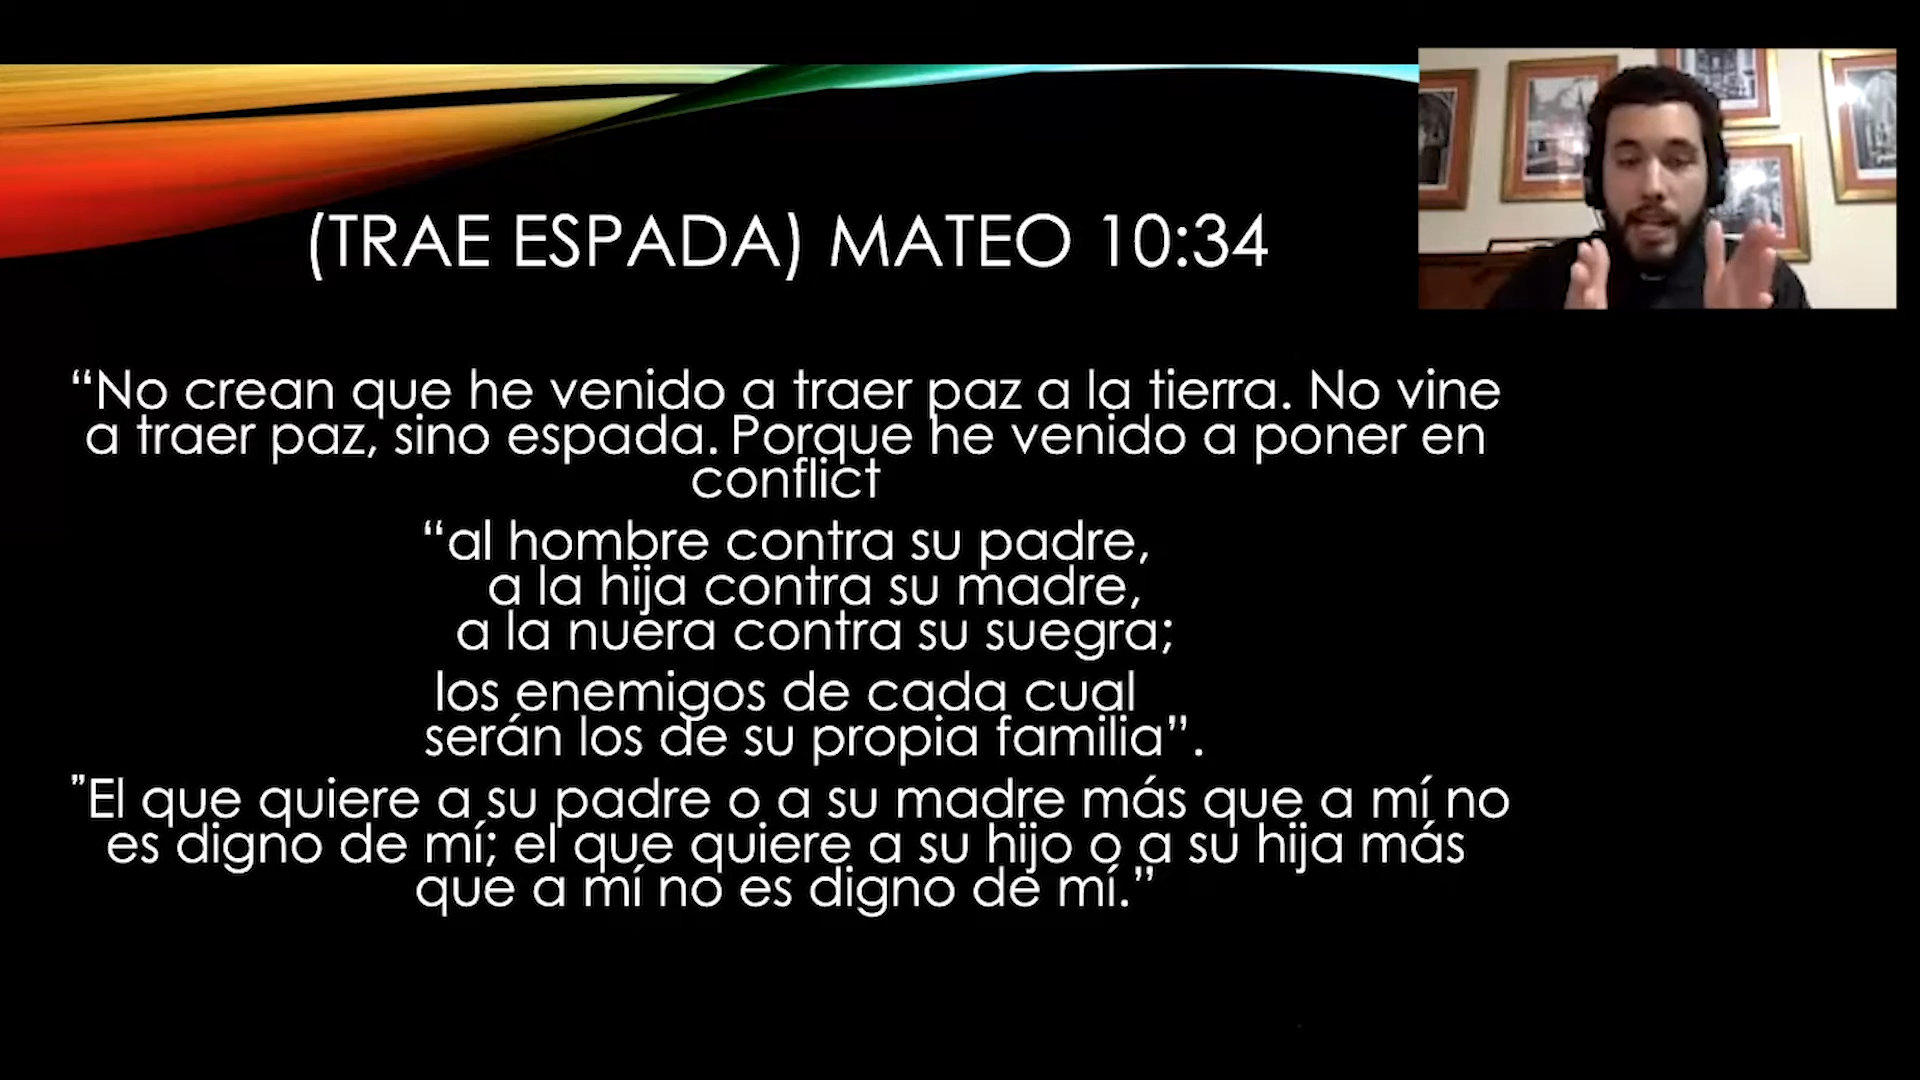 (TRAE ESPADA) MATEO 10:34
“No crean que he venido a traer paz a la tierra. No vine
a traer paz, sino espada. Porque he venido a poner en
conflict
“al hombre contra su padre,
a la hija contra su madre,
a la nuera contra su suegra;
los enemigos de cada cual
serán los de su propia familia”.
”El que quiere a su padre o a su madre más que a mí no
es digno de mí; el que quiere a su hijo o a su hija más
que a mí no es digno de mí.”